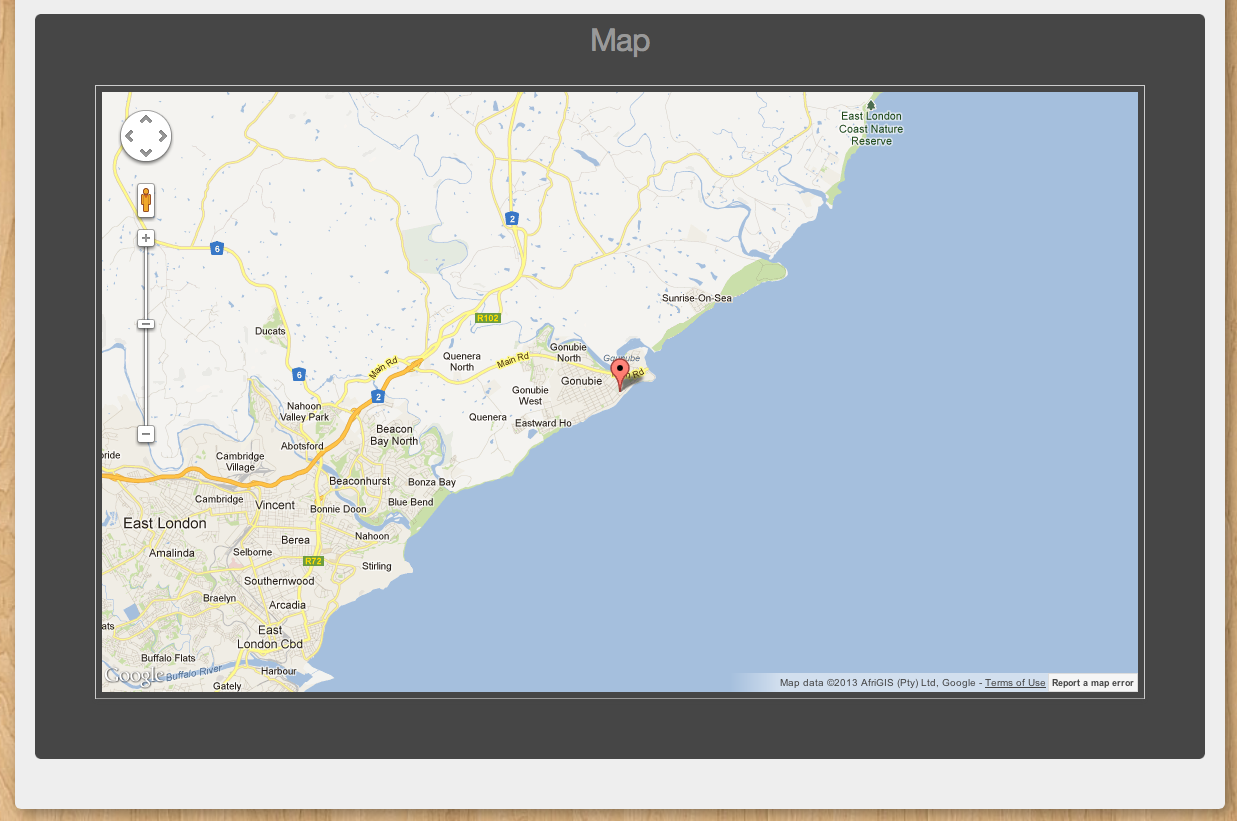 Map
East London
Coast Nature
Reserve
2
6
Sunrise-On-Sea
R102
Ducats
Gonubie
North
Main Rd
Quenera
North
Main Rd
Gonubie
6
Gonubie
West
2
Nahoon
Valley Park
Quenera
Eastward Ho
Beacon
Bay North
Abotsford
Cambridge
Village
Beaconhurst
Bonza Bay
Cambridge
Vincent
Bonnie Doon
Blue Bend
East London
Berea
Nahoon
Amalinda
Selborne
R72
Stirling
Southernwood
Braelyn
Arcadia
East
London Cbd
Buffalo Flats
Buffalo River
Harbour
Google
Gately
Map data ©2013 AfriGIS (Pty) Ltd, Google - Terms of Use
Report a map error